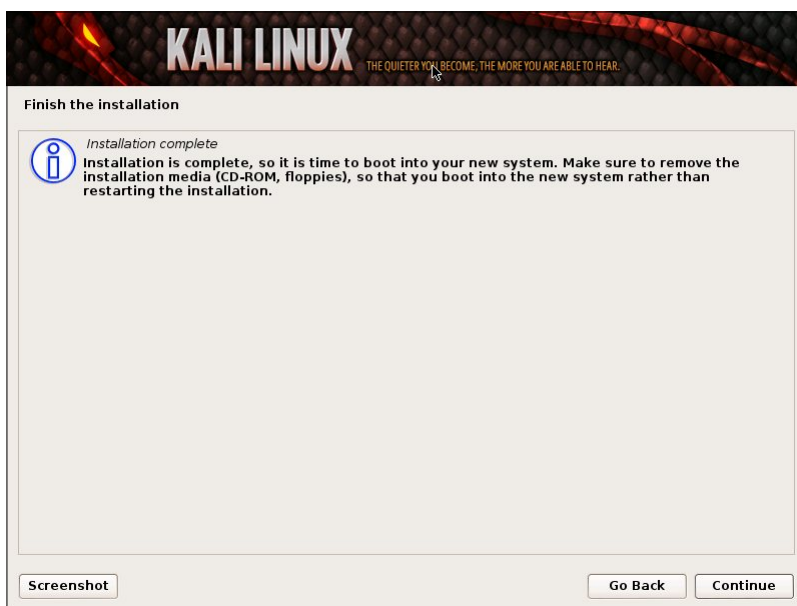 KALI LINUX
THE QUIETER YOU BECOME, THE MORE YOU ARE ABLE TO HEAR.
Finish the installation
Installation complete
Installation is complete, so it is time to boot into your new system. Make sure to remove the
installation media (CD-ROM, floppies), so that you boot into the new system rather than
restarting the installation.
Screenshot
Go Back
Continue